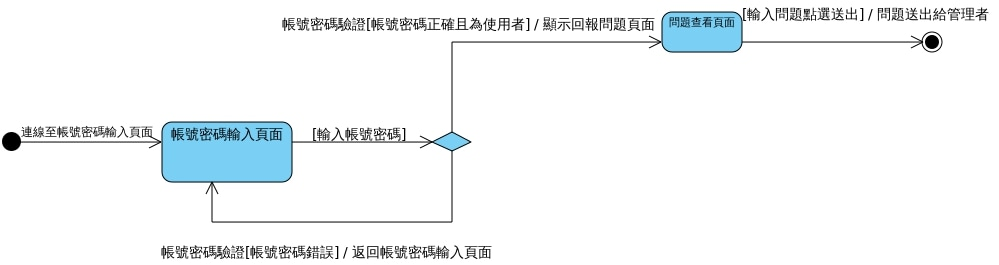 帳號密碼驗證[帳號密碼正確且為使用者] / 顯示回報問題頁面
問題查看頁面
[輸入問題點選送出] / 問題送出給管理者
連線至帳號密碼輸入頁面
帳號密碼輸入頁面
[輸入帳號密碼]
帳號密碼驗證[帳號密碼錯誤] / 返回帳號密碼輸入頁面